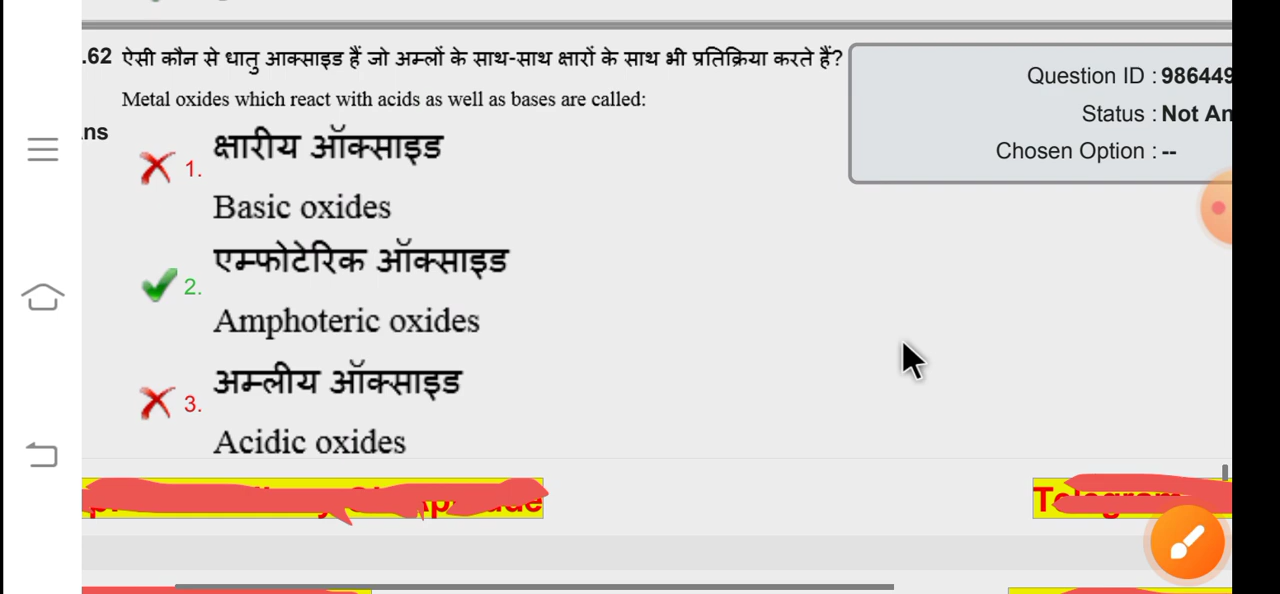 .62 ऐसी कौन से धातु आक्साइड हैं जो अम्लों के साथ-साथ क्षारों के साथ भी प्रतिक्रिया करते हैं?
Metal oxides which react with acids as well as bases are called:
Question ID : 986449
Status : Not An
Chosen Option : --
ns
1. क्षारीय ऑक्साइड
Basic oxides
2. एम्फोटेरिक ऑक्साइड
Amphoteric oxides
3. अम्लीय ऑक्साइड
Acidic oxides
Telegram